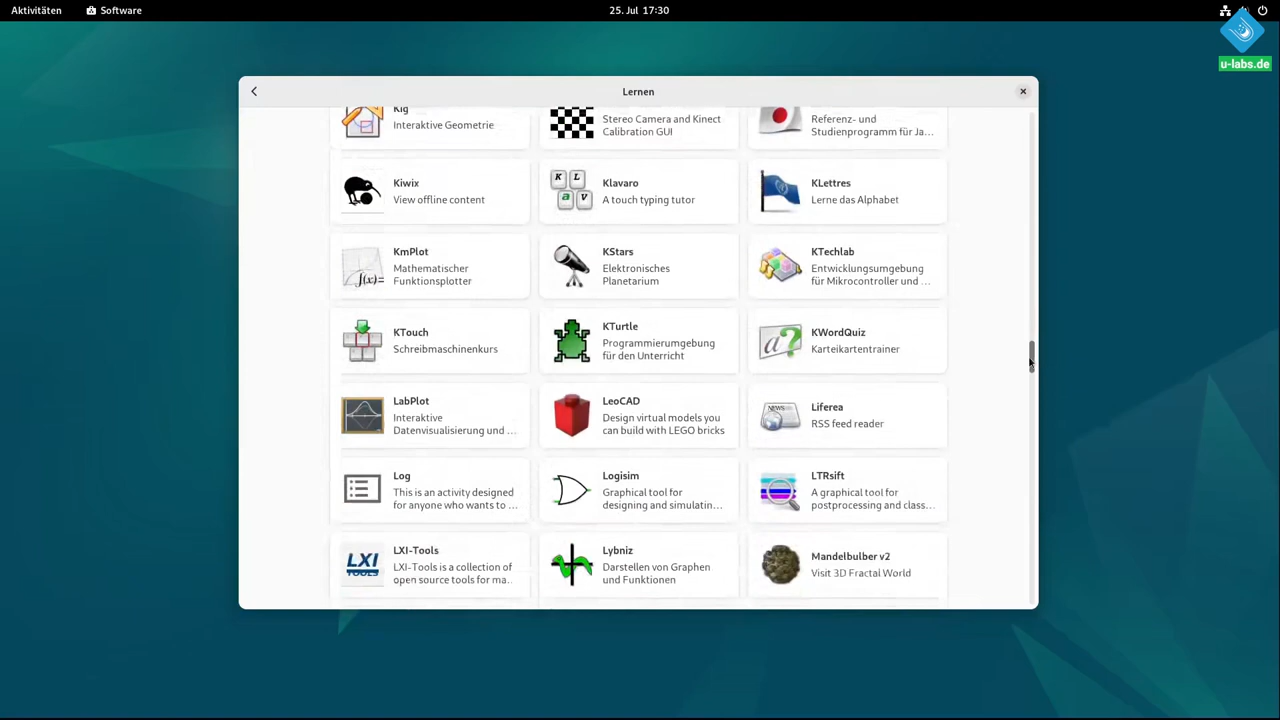 Aktivitäten
Software
25. Jul 17:30
u-labs.de
Lernen
Kig
Interaktive Geometrie
Stereo Camera and Kinect
Calibration GUI
Referenz- und
Studienprogramm für Ja...
Kiwix
View offline content
K L
a v
Klavaro
A touch typing tutor
KLettres
Lerne das Alphabet
f(x)=
KmPlot
Mathematischer
Funktionsplotter
KStars
Elektronisches
Planetarium
KTechlab
Entwicklungsumgebung
für Mikrocontroller und ...
KTouch
Schreibmaschinenkurs
KTurtle
Programmierumgebung
für den Unterricht
a?
KWordQuiz
Karteikartentrainer
LabPlot
Interaktive
Datenvisualisierung und ...
LeoCAD
Design virtual models you
can build with LEGO bricks
NEWS
Liferea
RSS feed reader
Log
This is an activity designed
for anyone who wants to ...
Logisim
Graphical tool for
designing and simulatin...
LTRsift
A graphical tool for
postprocessing and class...
LXI
TOOLS
LXI-Tools
LXI-Tools is a collection of
open source tools for ma...
Lybniz
Darstellen von Graphen
und Funktionen
Mandelbulber v2
Visit 3D Fractal World